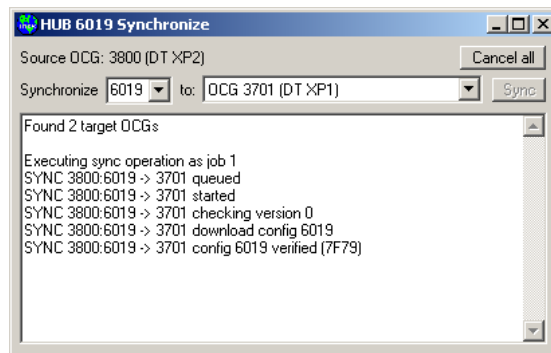 HUB 6019 Synchronize
Source OCG: 3800 (DT XP2)
Cancel all
Synchronize 6019 to: OCG 3701 (DT XP1) Sync
Found 2 target OCGs
Executing sync operation as job 1
SYNC 3800:6019 -> 3701 queued
SYNC 3800:6019 -> 3701 started
SYNC 3800:6019 -> 3701 checking version 0
SYNC 3800:6019 -> 3701 download config 6019
SYNC 3800:6019 -> 3701 config 6019 verified (7F79)